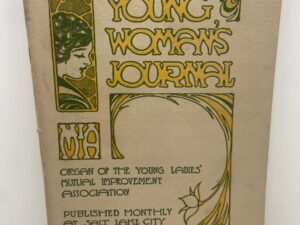 YOUNG
WOMAN'S
JOURNAL
MIA
ORGAN OF THE YOUNG LADIES'
MUTUAL IMPROVEMENT
ASSOCIATION
PUBLISHED MONTHLY
AT SALT LAKE CITY